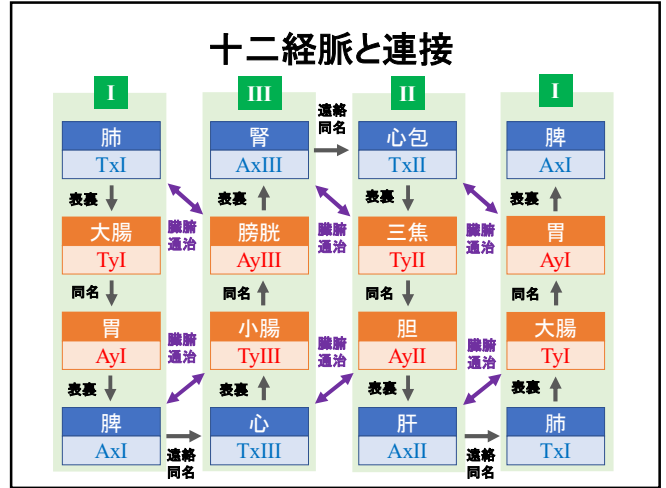 十二経脈と連接
I
III
II
I
遠絡
同名
肺
TxI
腎
AxIII
心包
TxII
脾
AxI
表裏
表裏
表裏
表裏
臓腑
通治
臓腑
通治
臓腑
通治
大腸
TyI
膀胱
AyIII
三焦
TyII
胃
AyI
同名
同名
同名
同名
胃
AyI
小腸
TyIII
胆
AyII
大腸
TyI
臓腑
通治
臓腑
通治
臓腑
通治
表裏
表裏
表裏
表裏
脾
AxI
心
TxIII
肝
AxII
肺
TxI
遠絡
同名
遠絡
同名